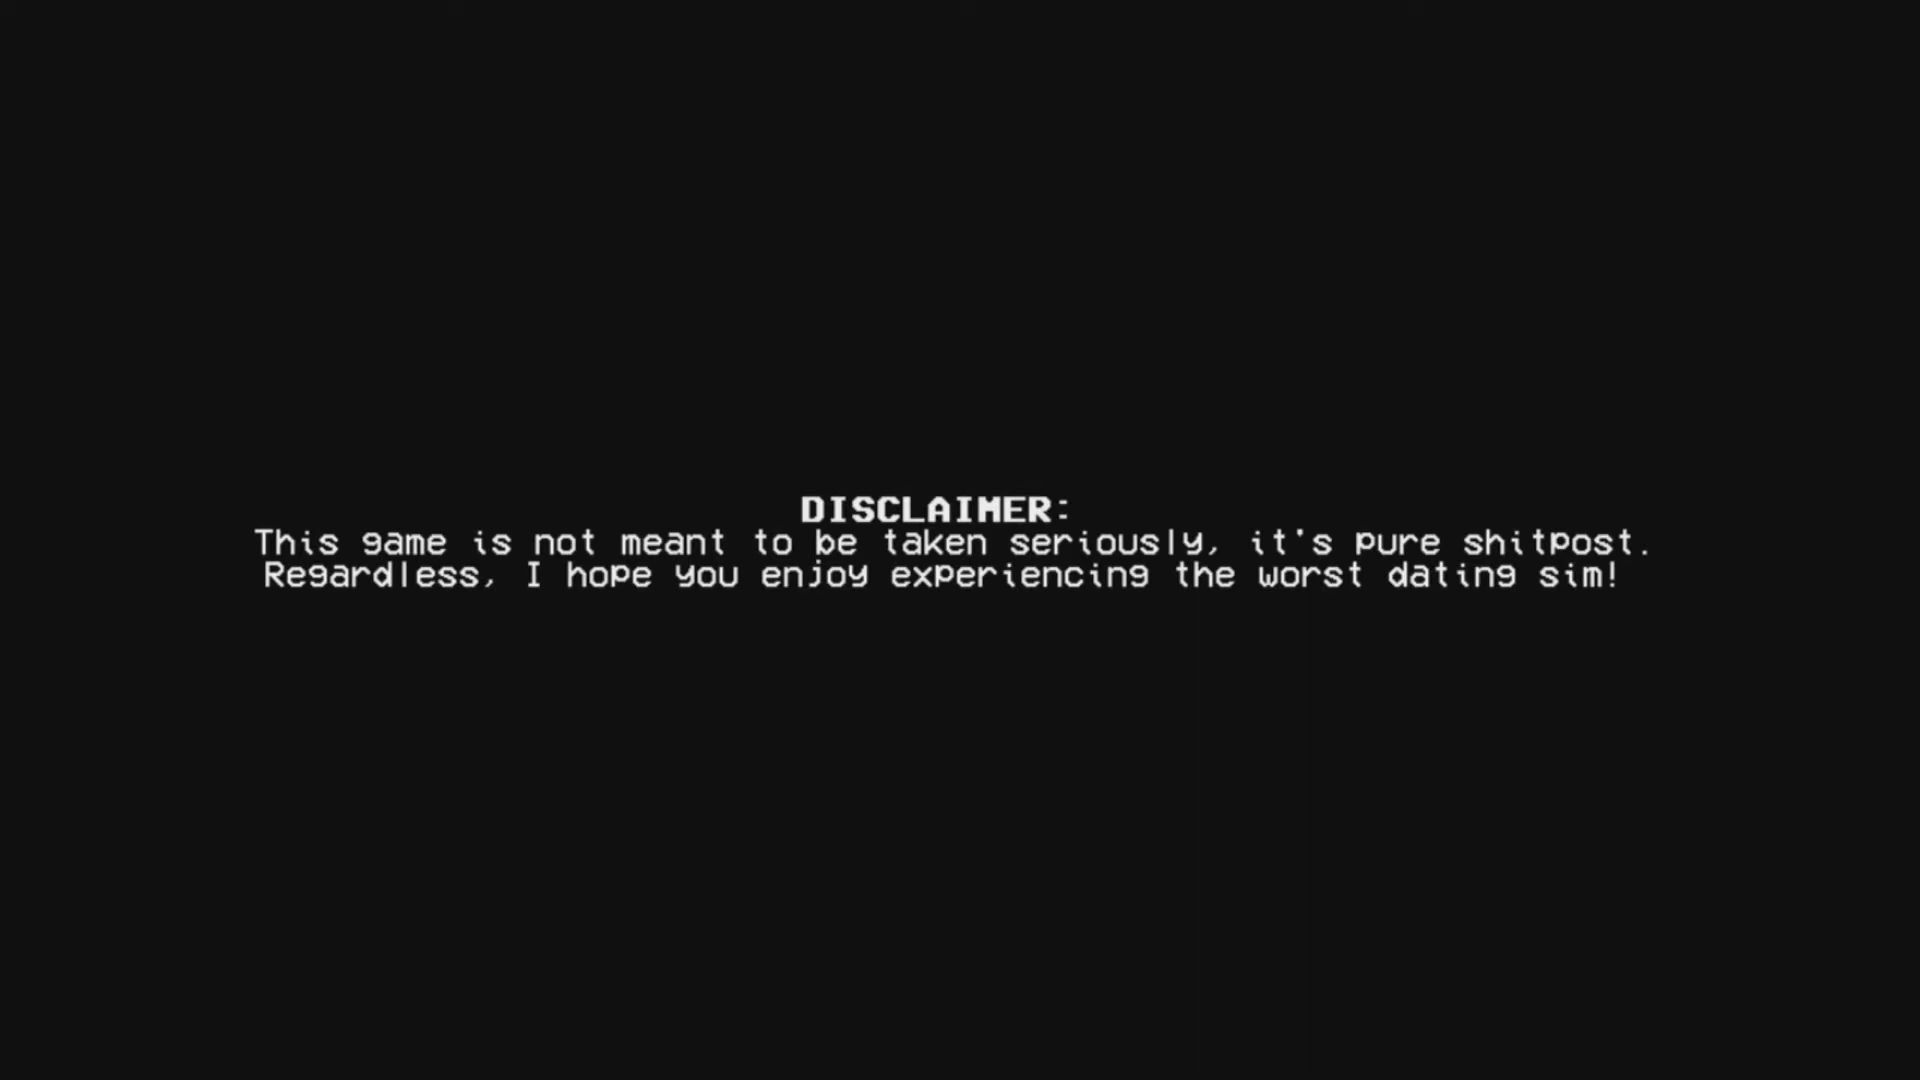 DISCLAIMER:
This game is not meant to be taken seriously, it's pure shitpost.
Regardless, I hope you enjoy experiencing the worst dating sim!